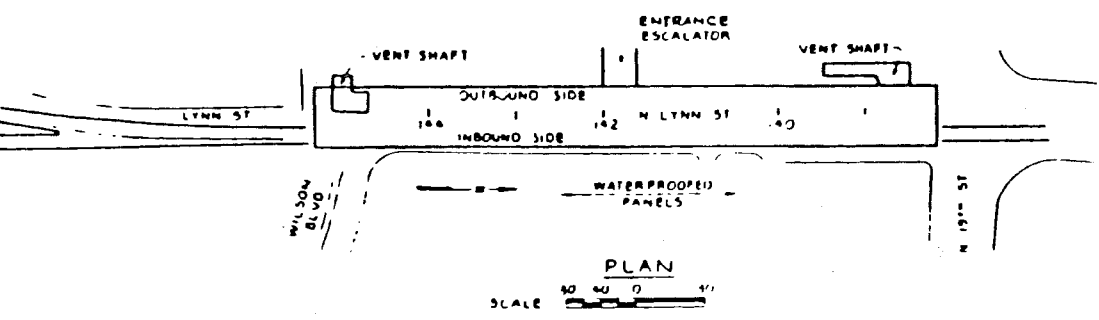 ENTRANCE
ESCALATOR
VENT SHAFT
VENT SHAFT
OUTBOUND SIDE
LYNN ST
144
142
N LYNN ST
140
INBOUND SIDE
WILSON
BLVD
WATERPROOFED
PANELS
N 19TH ST
PLAN
SCALE
0